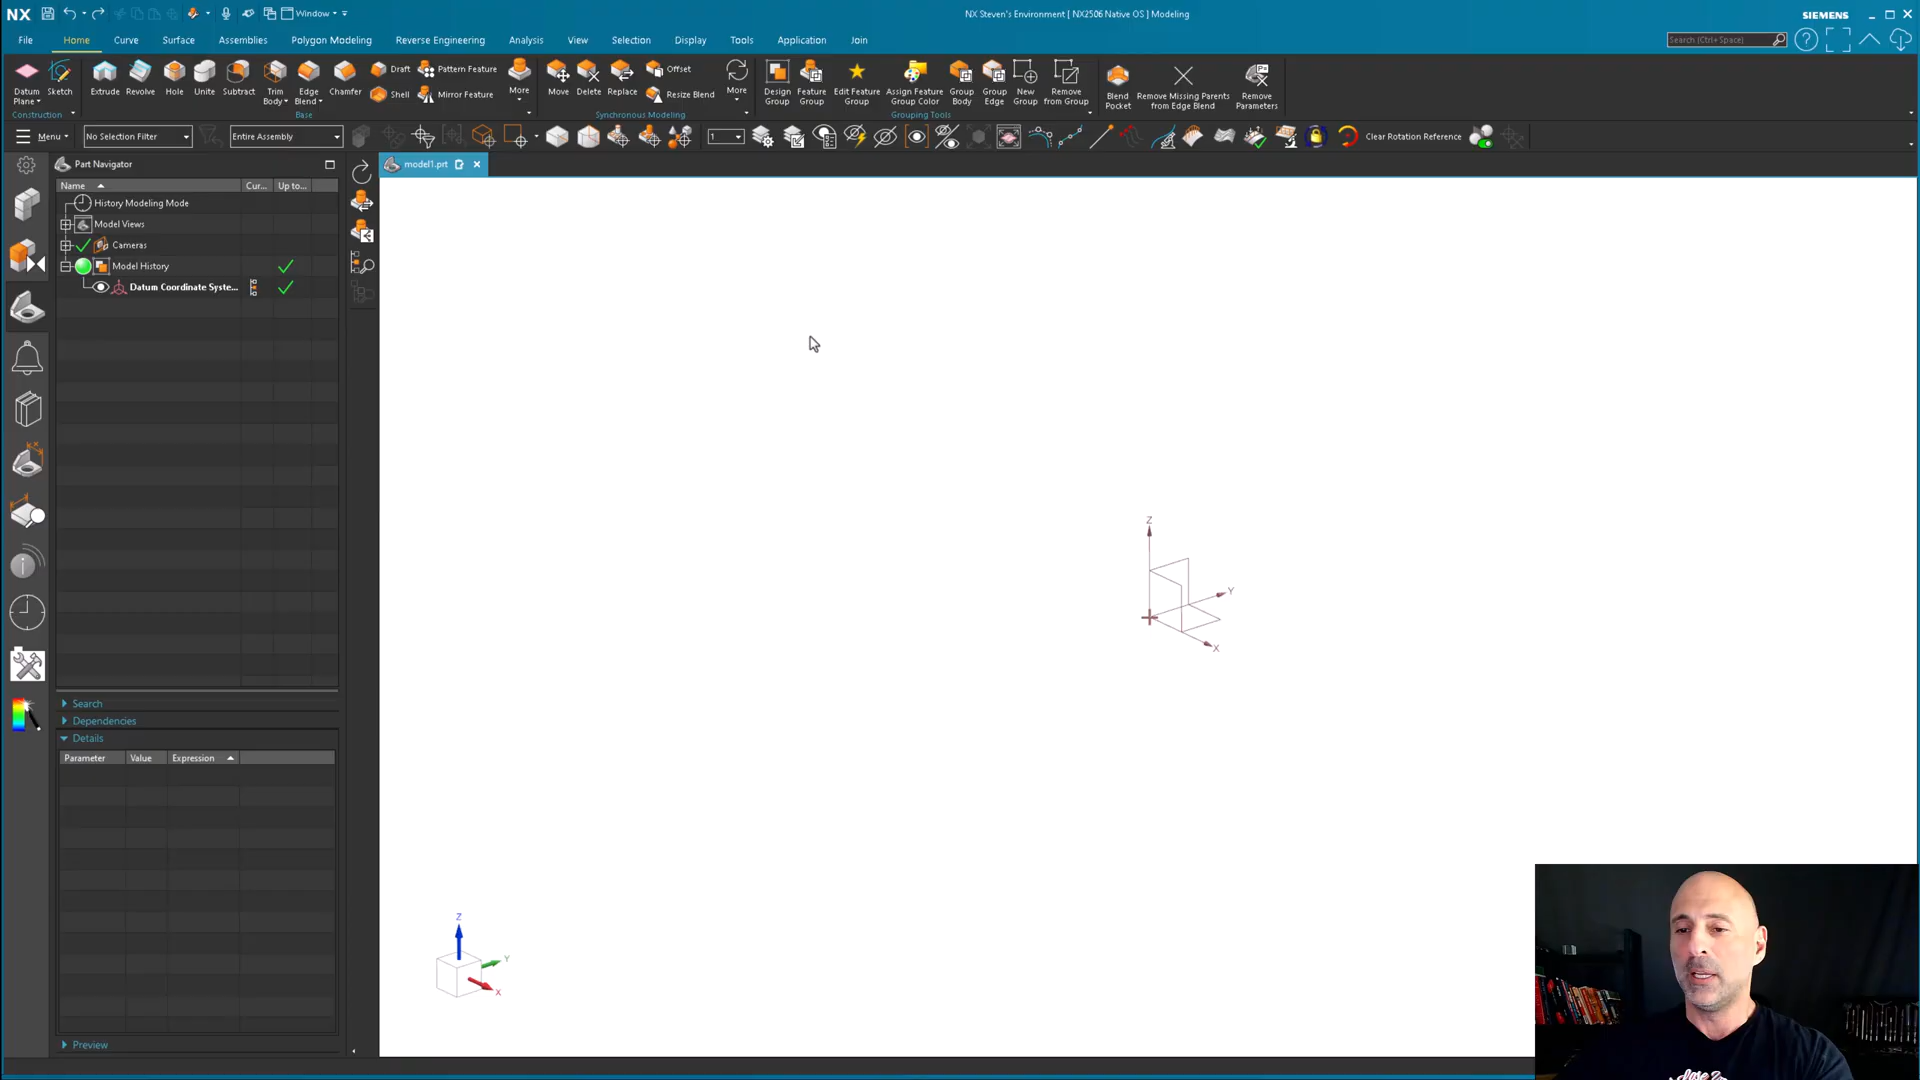 NX
Window
NX Steven's Environment [ NX2506 Native OS ] Modeling
SIEMENS
File Home Curve Surface Assemblies Polygon Modeling Reverse Engineering Analysis View Selection Display Tools Application Join
Search (Ctrl+Space)
Datum Plane
Sketch
Construction
Extrude
Revolve
Hole
Unite
Subtract
Trim Body
Edge Blend
Chamfer
Draft
Shell
Pattern Feature
Mirror Feature
More
Base
Move
Delete
Replace
Offset
Resize Blend
More
Synchronous Modeling
Design Group
Feature Group
Edit Feature Group
Assign Feature Group Color
Group Body
Group Edge
New Group
Remove from Group
Grouping Tools
Blend Pocket
Remove Missing Parents from Edge Blend
Remove Parameters
Menu
No Selection Filter
Entire Assembly
1
Clear Rotation Reference
Part Navigator
model1.prt
Name Cur... Up to...
History Modeling Mode
Model Views
Cameras
Model History
Datum Coordinate Syste...
Z
Y
X
Search
Dependencies
Details
Parameter Value Expression
Z
Y
X
Preview